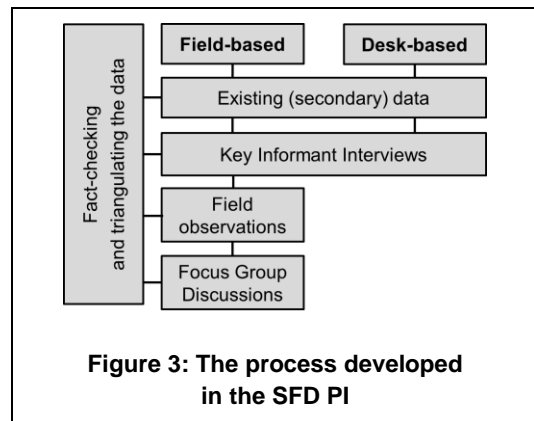 Field-based
Desk-based
Fact-checking
and triangulating the data
Existing (secondary) data
Key Informant Interviews
Field
observations
Focus Group
Discussions
Figure 3: The process developed
in the SFD PI